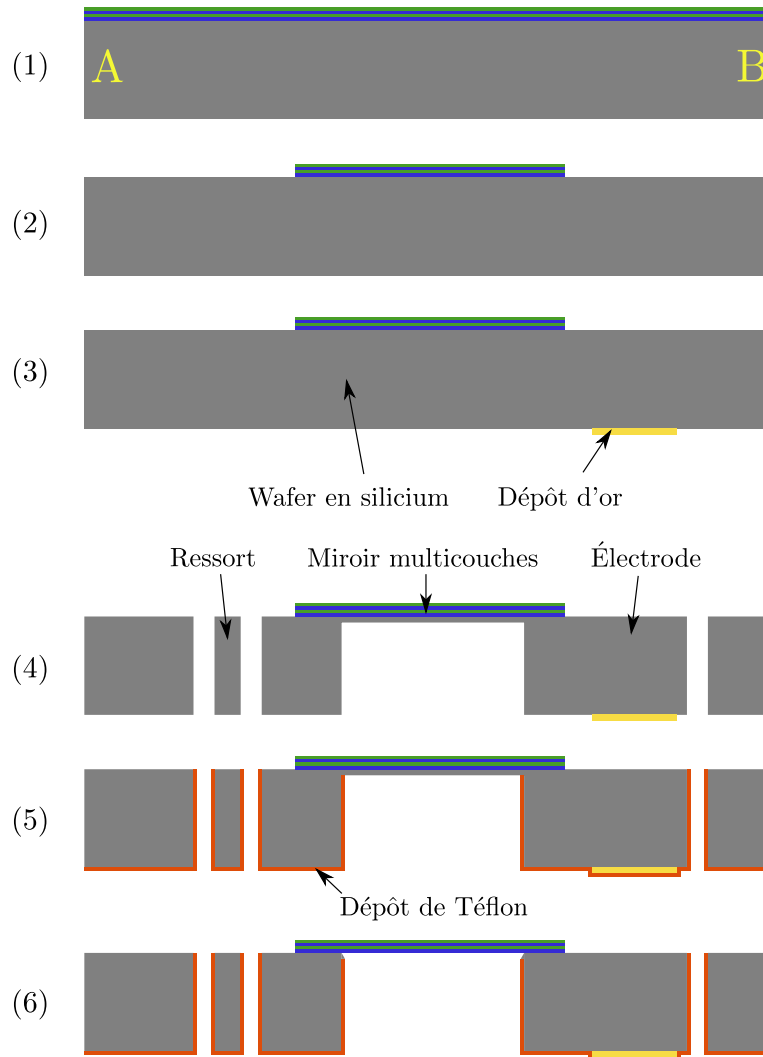 (1)
A
B
(2)
(3)
Wafer en silicium
Dépôt d'or
Ressort
Miroir multicouches
Électrode
(4)
(5)
Dépôt de Téflon
(6)